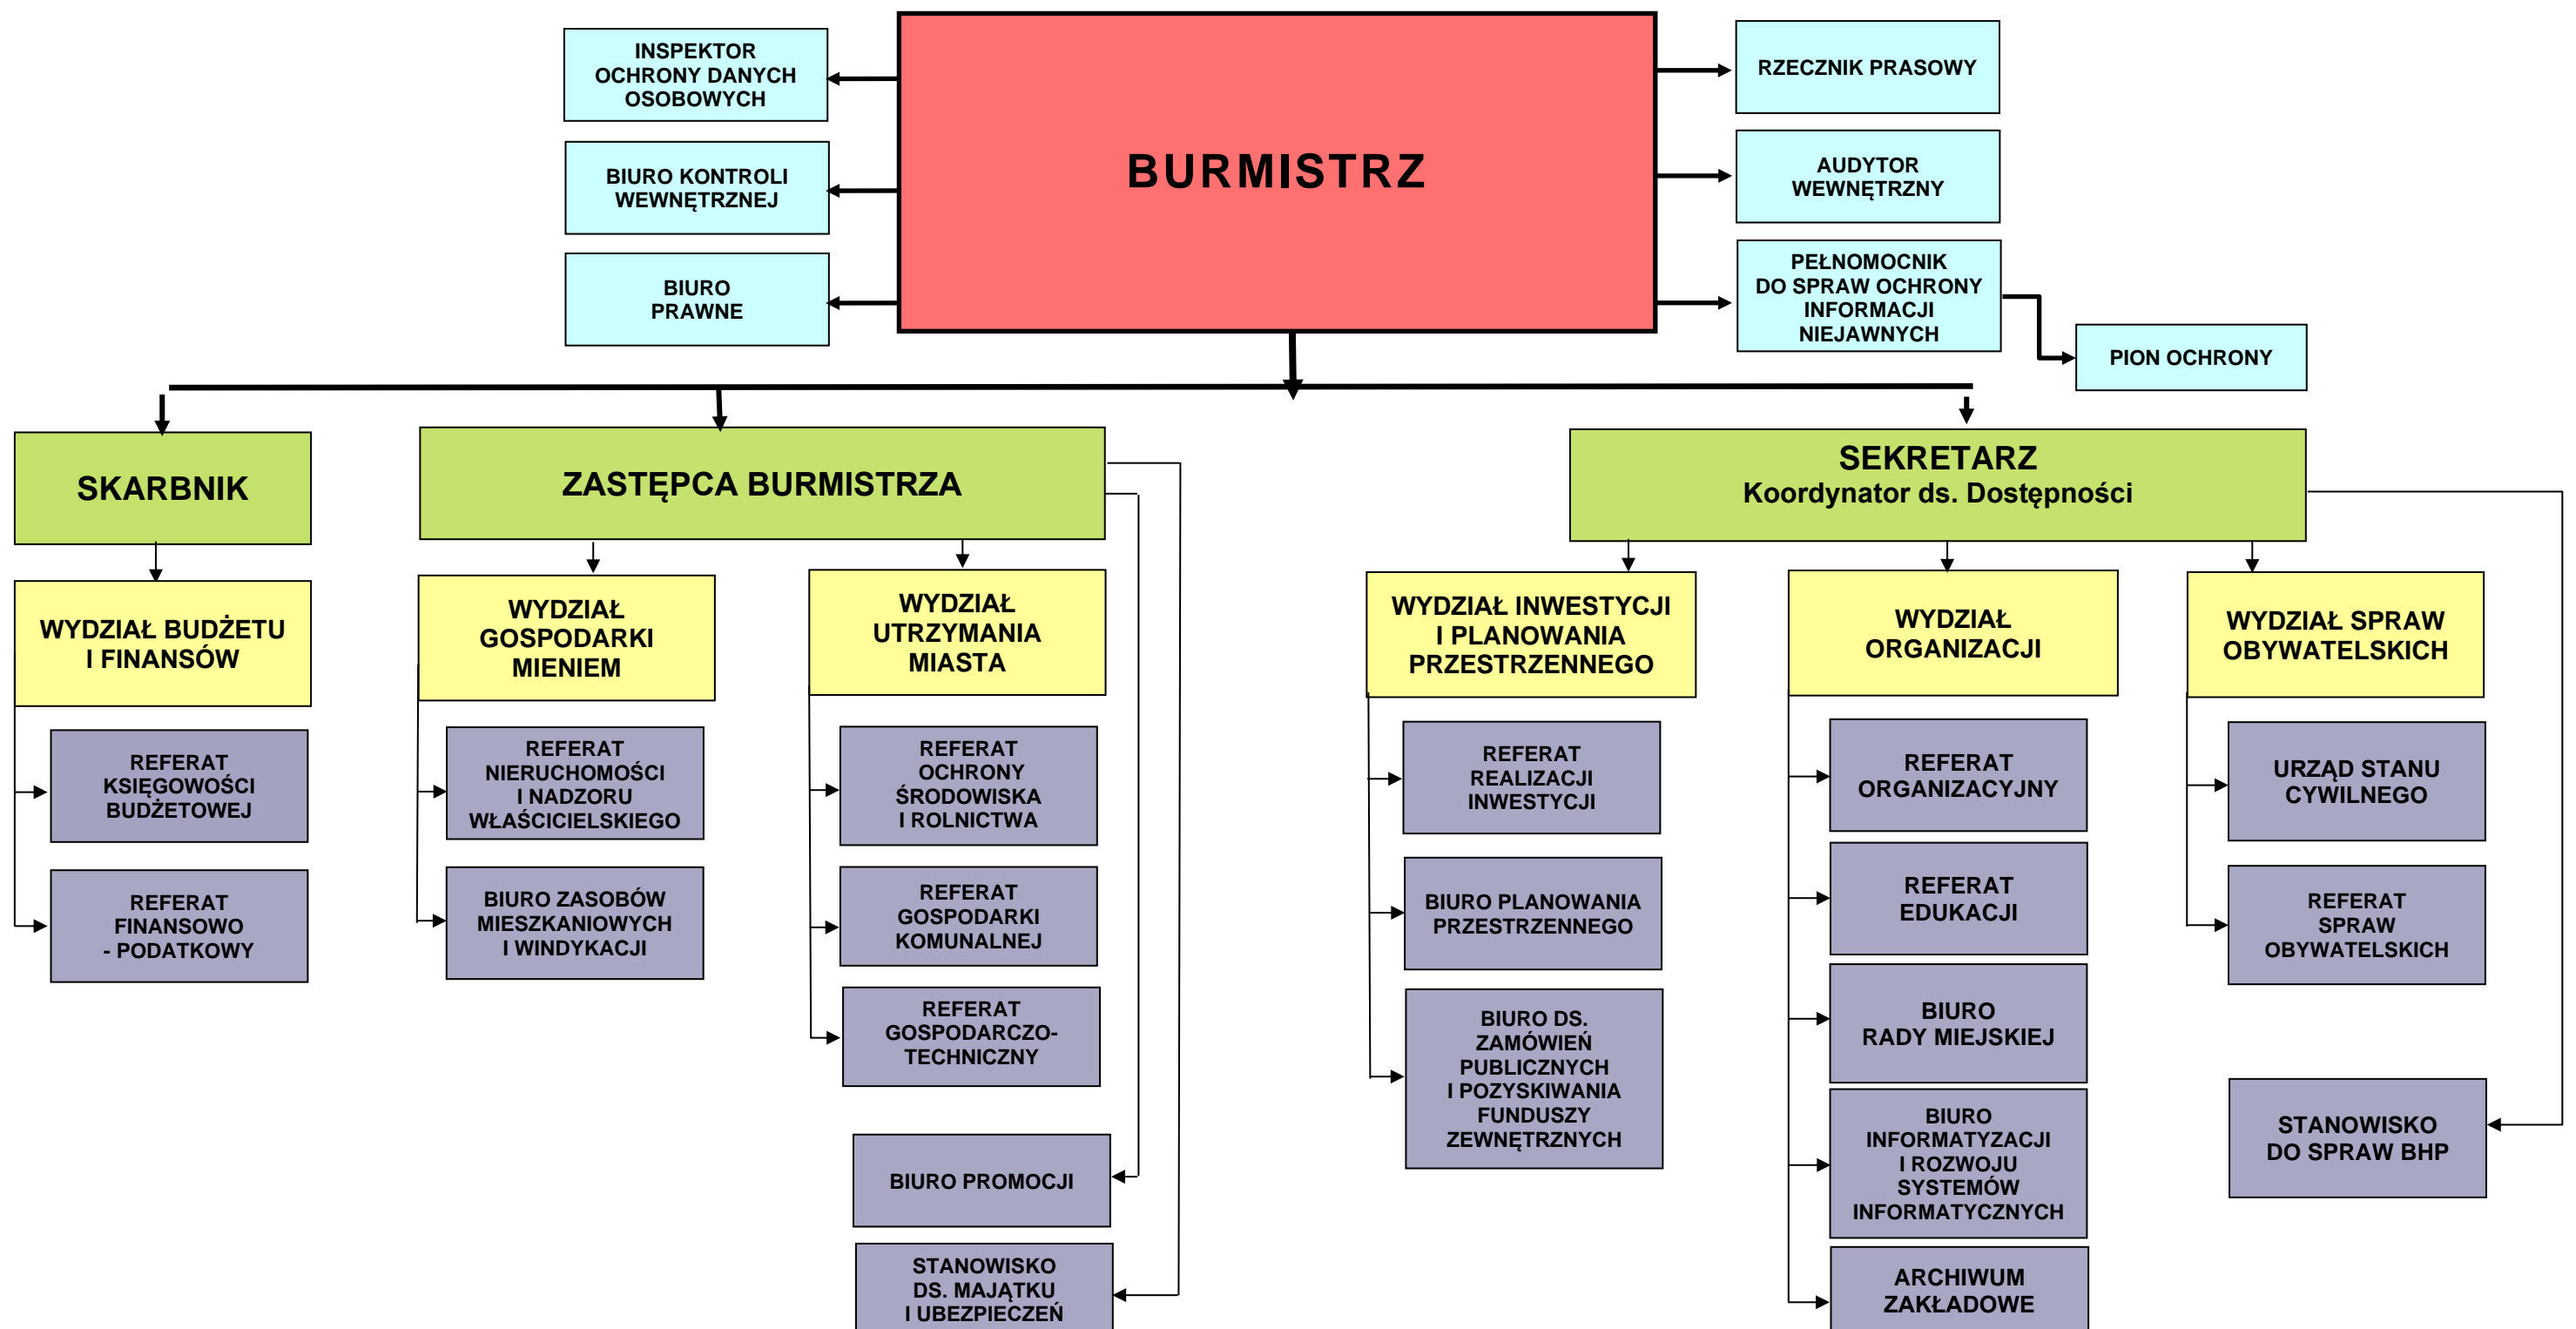 INSPEKTOR
OCHRONY DANYCH
OSOBOWYCH
BIURO KONTROLI
WEWNĘTRZNEJ
BIURO
PRAWNE
BURMISTRZ
RZECZNIK PRASOWY
AUDYTOR
WEWNĘTRZNY
PEŁNOMOCNIK
DO SPRAW OCHRONY
INFORMACJI
NIEJAWNYCH
PION OCHRONY
SKARBNIK
ZASTĘPCA BURMISTRZA
SEKRETARZ
Koordynator ds. Dostępności
WYDZIAŁ BUDŻETU
I FINANSÓW
WYDZIAŁ
GOSPODARKI
MIENIEM
WYDZIAŁ
UTRZYMANIA
MIASTA
WYDZIAŁ INWESTYCJI
I PLANOWANIA
PRZESTRZENNEGO
WYDZIAŁ
ORGANIZACJI
WYDZIAŁ SPRAW
OBYWATELSKICH
REFERAT
KSIĘGOWOŚCI
BUDŻETOWEJ
REFERAT
FINANSOWO
- PODATKOWY
REFERAT
NIERUCHOMOŚCI
I NADZORU
WŁAŚCICIELSKIEGO
BIURO ZASOBÓW
MIESZKANIOWYCH
I WINDYKACJI
REFERAT
OCHRONY
ŚRODOWISKA
I ROLNICTWA
REFERAT
GOSPODARKI
KOMUNALNEJ
REFERAT
GOSPODARCZO-
TECHNICZNY
BIURO PROMOCJI
STANOWISKO
DS. MAJĄTKU
I UBEZPIECZEŃ
REFERAT
REALIZACJI
INWESTYCJI
BIURO PLANOWANIA
PRZESTRZENNEGO
BIURO DS.
ZAMÓWIEŃ
PUBLICZNYCH
I POZYSKIWANIA
FUNDUSZY
ZEWNĘTRZNYCH
REFERAT
ORGANIZACYJNY
REFERAT
EDUKACJI
BIURO
RADY MIEJSKIEJ
BIURO
INFORMATYZACJI
I ROZWOJU
SYSTEMÓW
INFORMATYCZNYCH
ARCHIWUM
ZAKŁADOWE
URZĄD STANU
CYWILNEGO
REFERAT
SPRAW
OBYWATELSKICH
STANOWISKO
DO SPRAW BHP